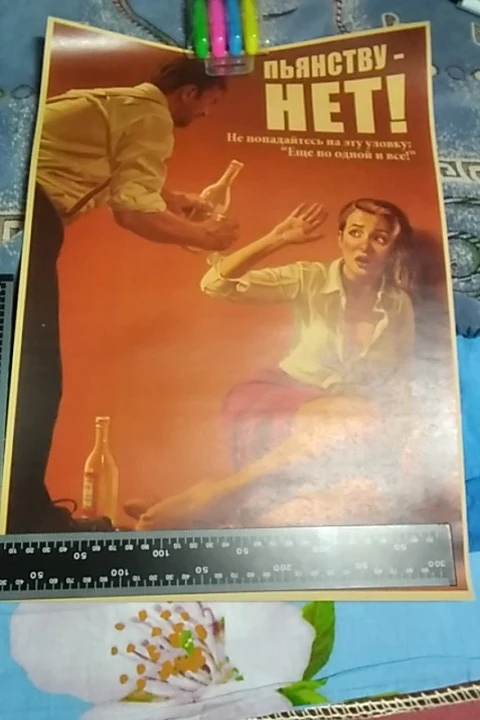 ПЬЯНСТВУ -
НЕТ!
Не попадайтесь на эту уловку:
"Еще по одной и все!"